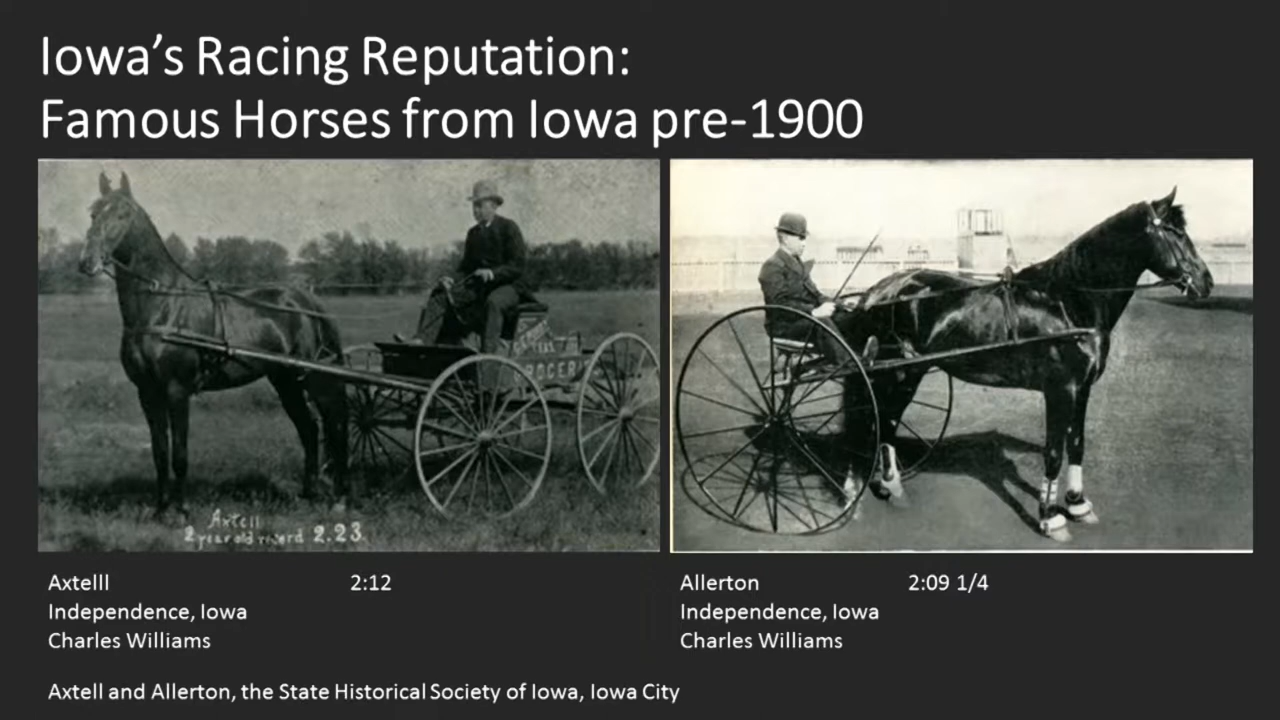 Iowa's Racing Reputation:
Famous Horses from Iowa pre-1900
GROCERY
Axtell
2 year old record 2.23.
Axtelll 2:12
Independence, Iowa
Charles Williams
Allerton 2:09 1/4
Independence, Iowa
Charles Williams
Axtell and Allerton, the State Historical Society of Iowa, Iowa City